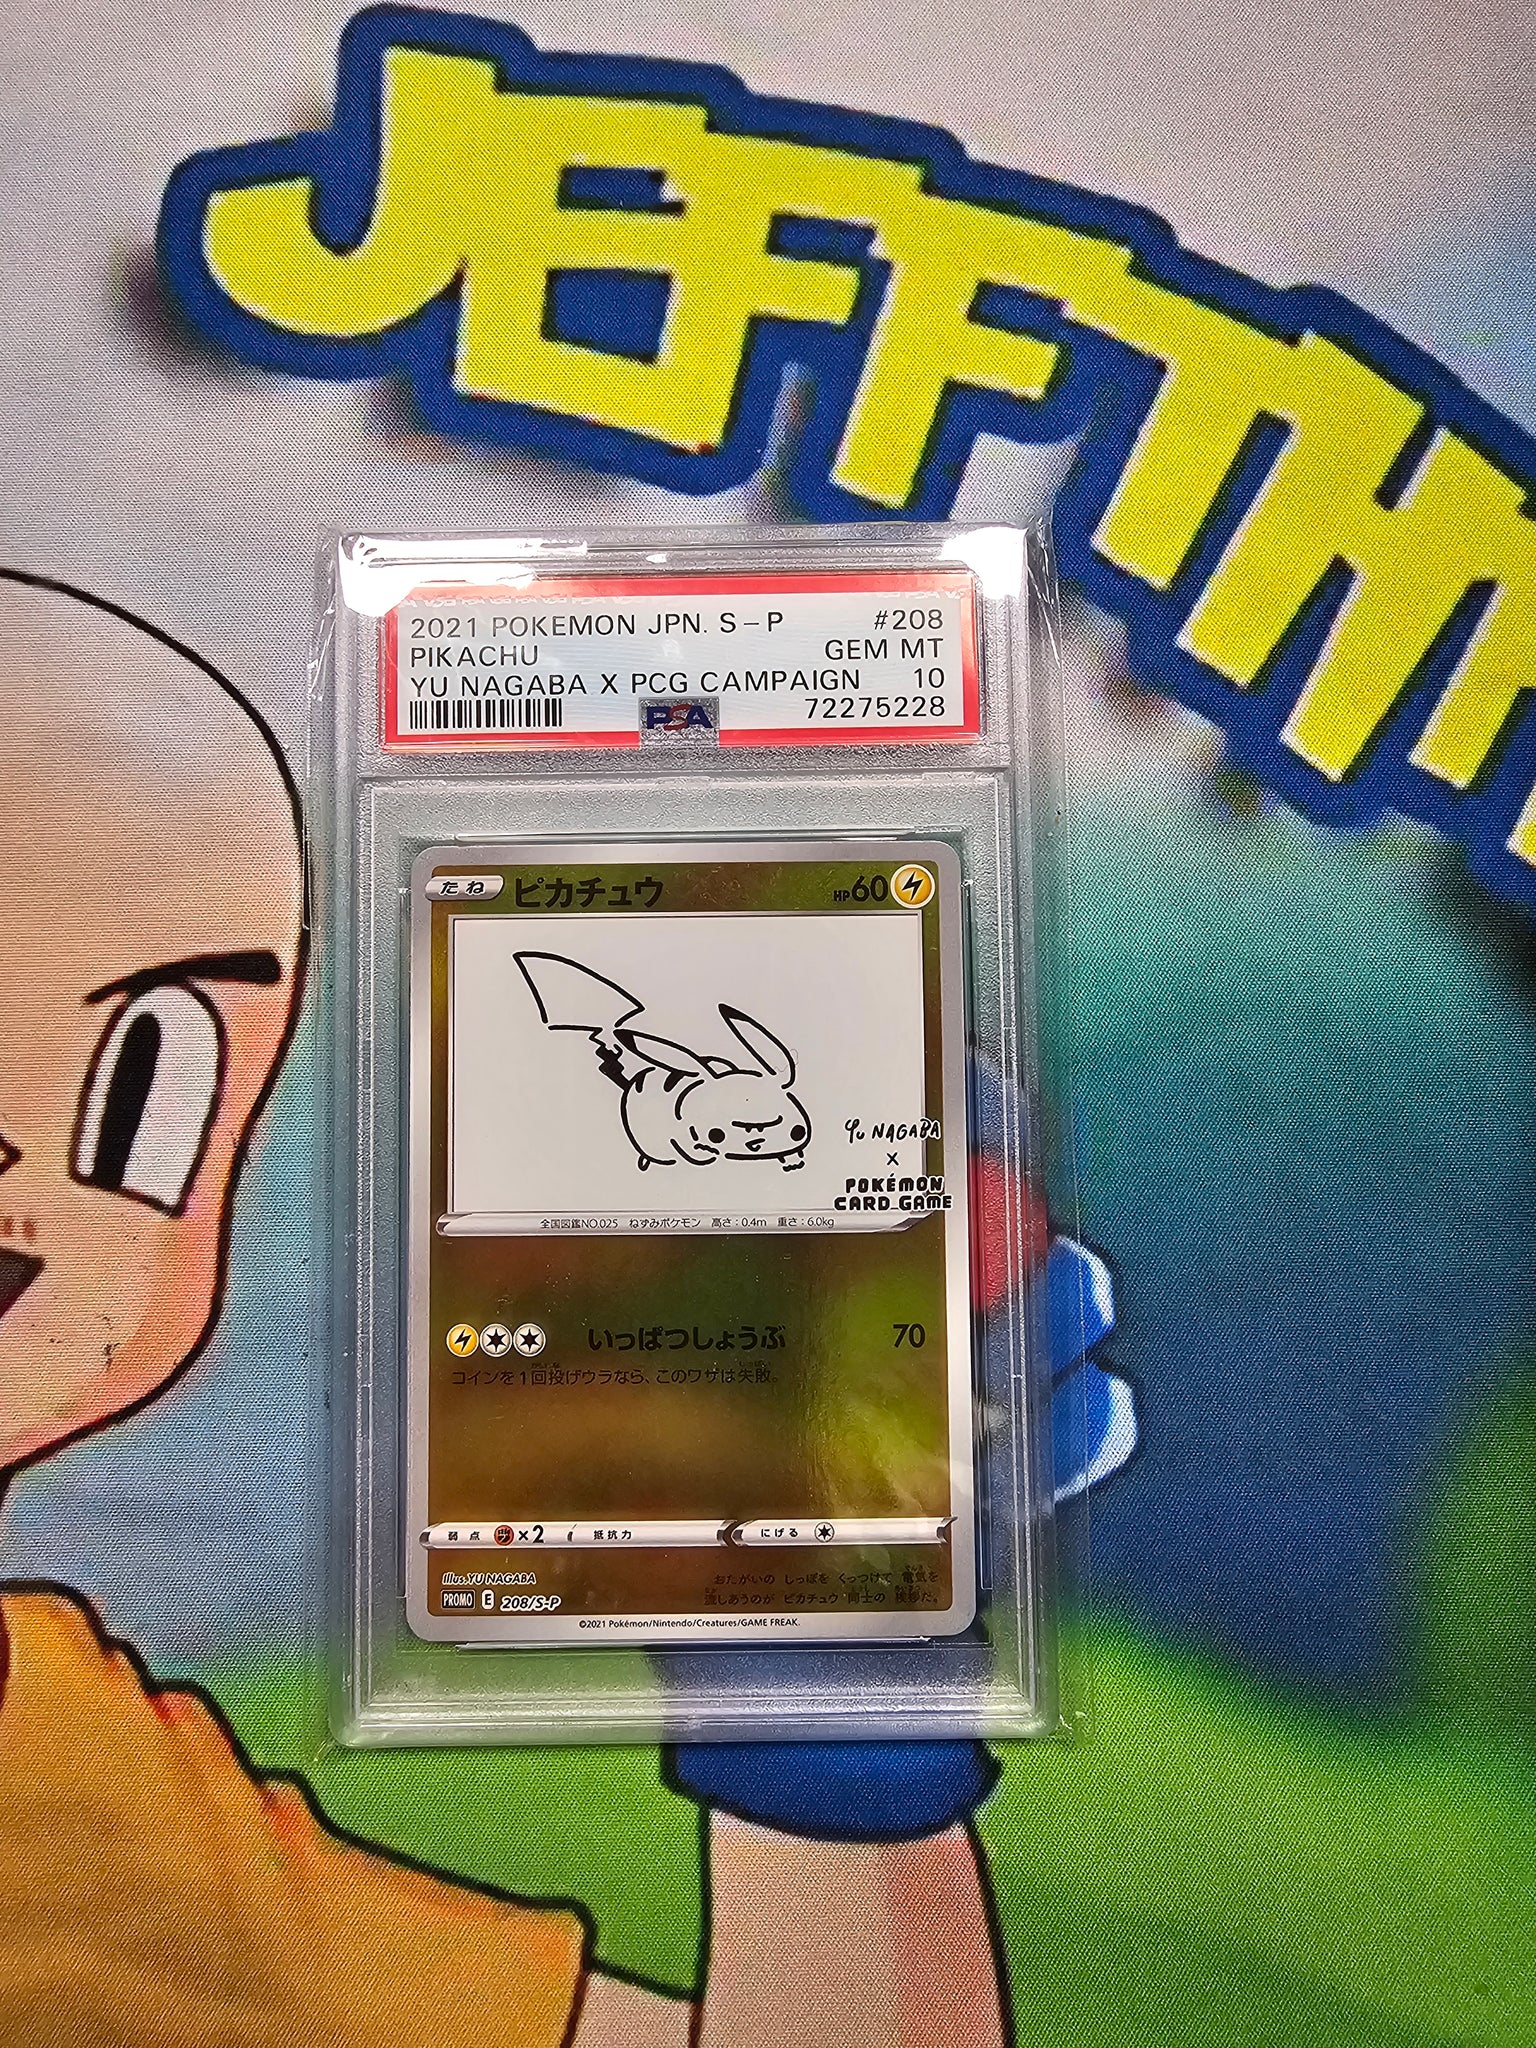 JEFFTHM
2021 POKEMON JPN. S-P #208
PIKACHU GEM MT
YU NAGABA X PCG CAMPAIGN 10
PSA 72275228
たね ピカチュウ HP60
Yu NAGABA
X
POKÉMON
CARD GAME
全国図鑑NO.025 ねずみポケモン 高さ:0.4m 重さ:6.0kg
いっぱつしょうぶ 70
コインを1回投げウラなら、このワザは失敗。
弱点 ×2 抵抗力 にげる
Illus. YU NAGABA
PROMO E 208/S-P
おたがいの しっぽを くっつけて 電気を
流しあうのが ピカチュウ 同士の 挨拶だ。
©2021 Pokémon/Nintendo/Creatures/GAME FREAK.